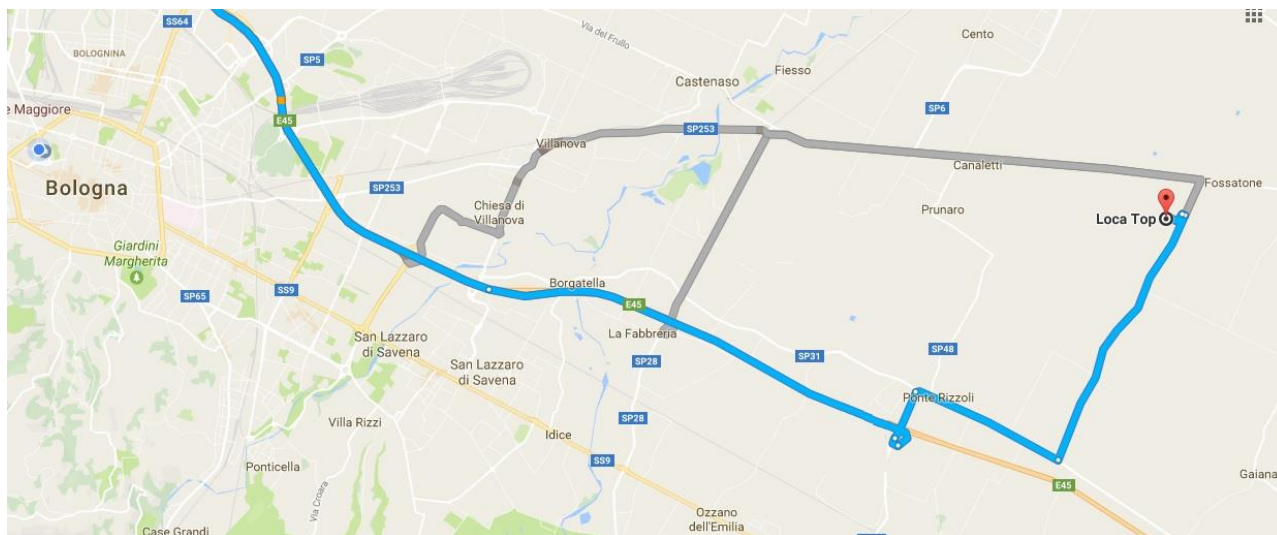 SS64
Via del Frullo
Cento
BOLOGNINA
SP5
Fiesso
Castenaso
e Maggiore
SP6
E45
Villanova
SP253
Canaletti
Bologna
SP253
Fossatone
Chiesa di
Villanova
Prunaro
Loca Top
Giardini
Margherita
SP65
SS9
Borgatella
E45
La Fabbreria
San Lazzaro
di Savena
SP31
SP48
San Lazzaro
di Savena
SP28
Ponte Rizzoli
Villa Rizzi
SP28
Idice
Ponticella
SS9
Gaiana
E45
Via Croara
Ozzano
dell'Emilia
Case Grandi